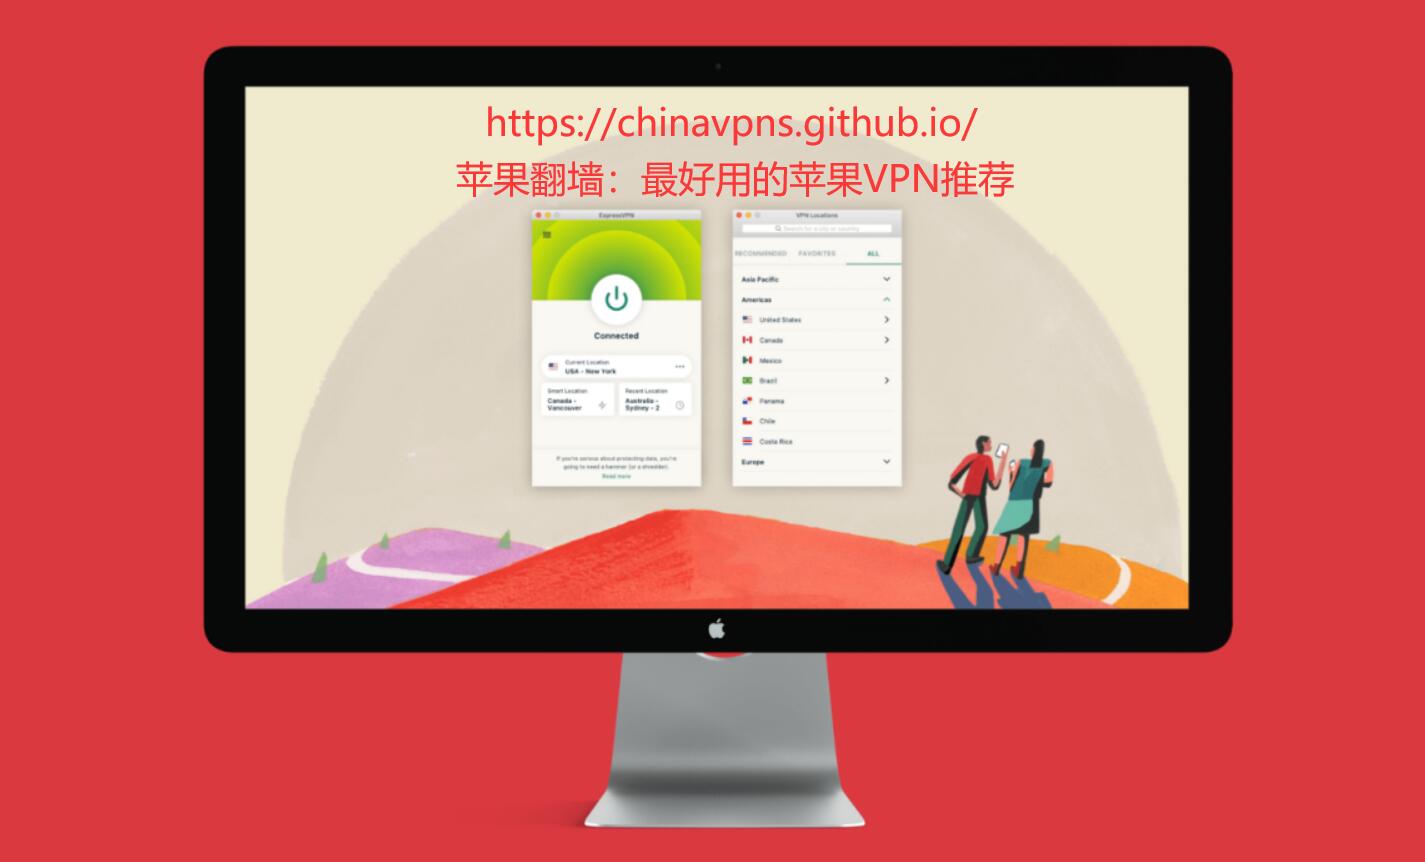 https://chinavpns.github.io/
苹果翻墙：最好用的苹果VPN推荐
ExpressVPN
Connected
Current Location
USA - New York
Smart Location
Canada -
Vancouver
Recent Location
Australia -
Sydney - 2
If you're serious about protecting data, you're
going to need a hammer (or a shredder).
Read more
VPN Locations
Search for a city or country
RECOMMENDED FAVORITES ALL
Asia Pacific
Americas
United States
Canada
Mexico
Brazil
Panama
Chile
Costa Rica
Europe